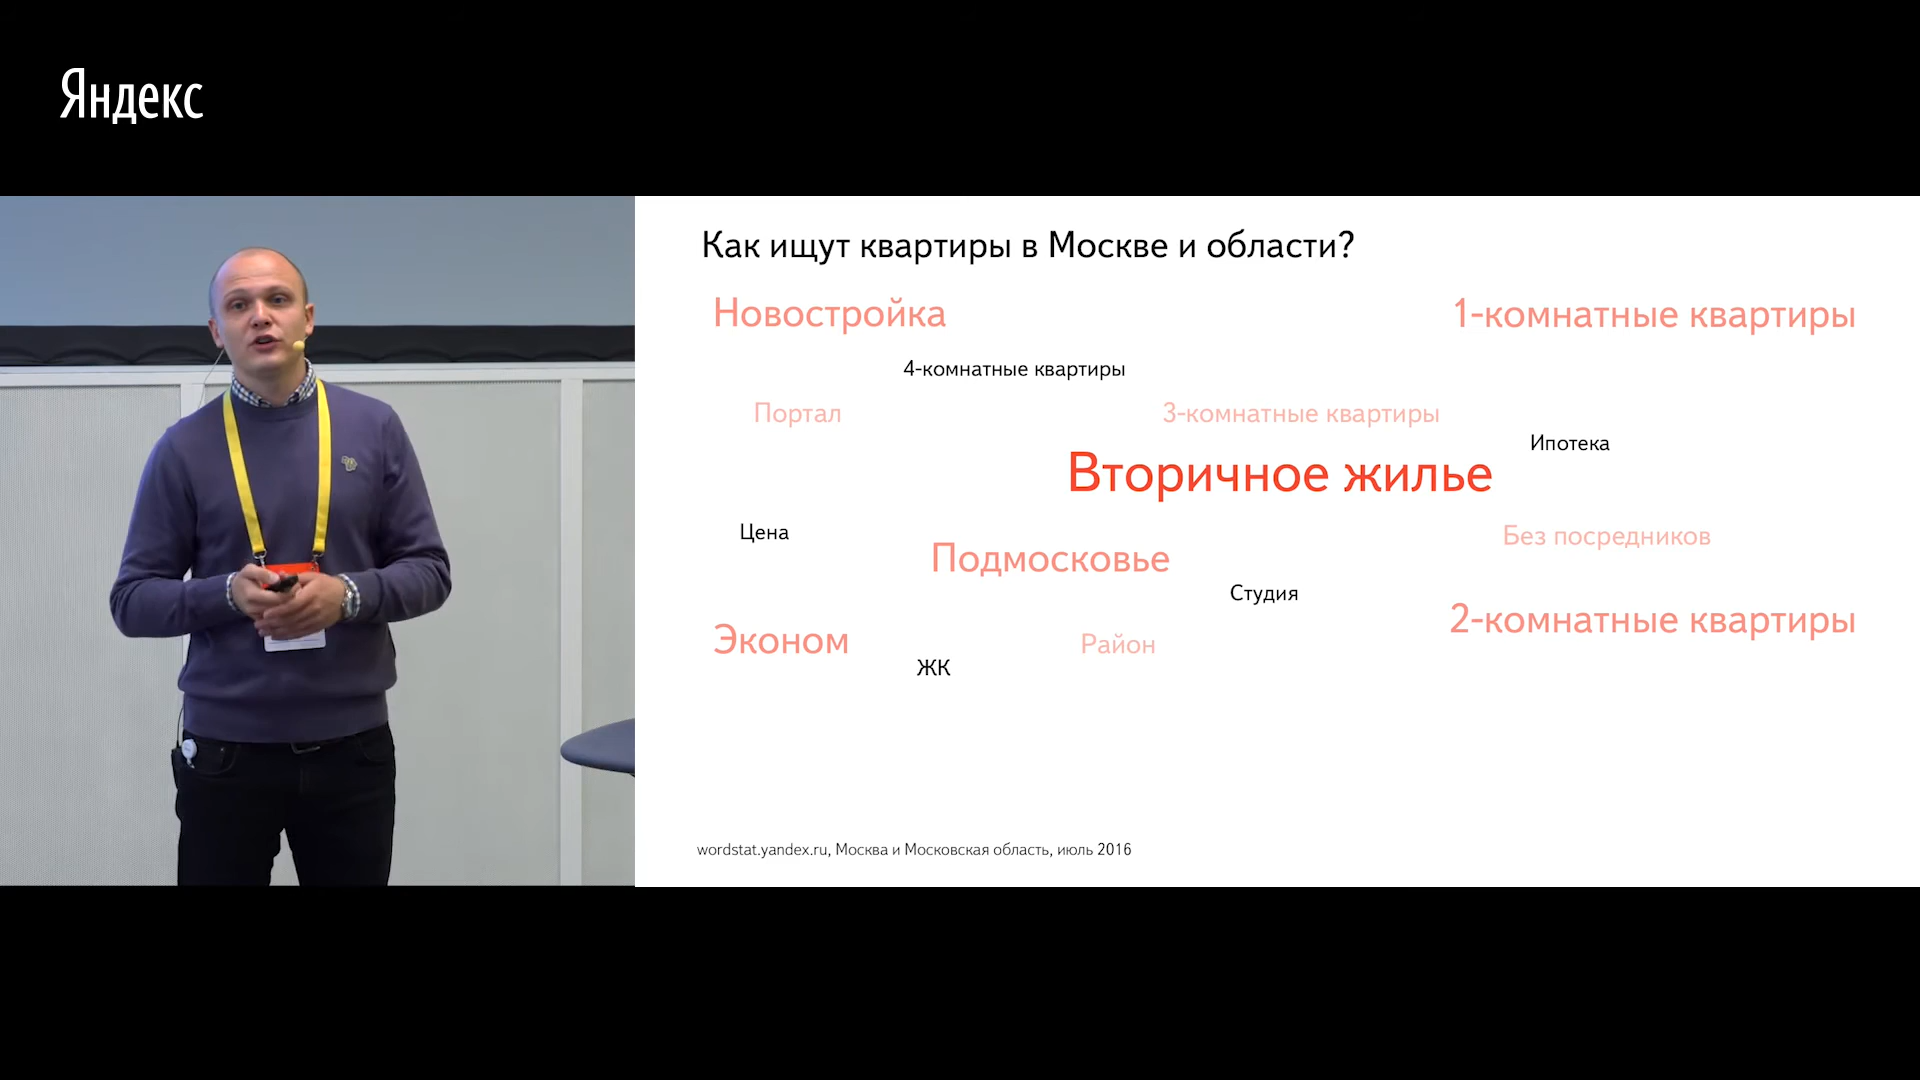 Яндекс
Как ищут квартиры в Москве и области?
Новостройка
1-комнатные квартиры
4-комнатные квартиры
Портал
3-комнатные квартиры
Ипотека
Вторичное жилье
Цена
Без посредников
Подмосковье
Студия
2-комнатные квартиры
Эконом
Район
ЖК
wordstat.yandex.ru, Москва и Московская область, июль 2016